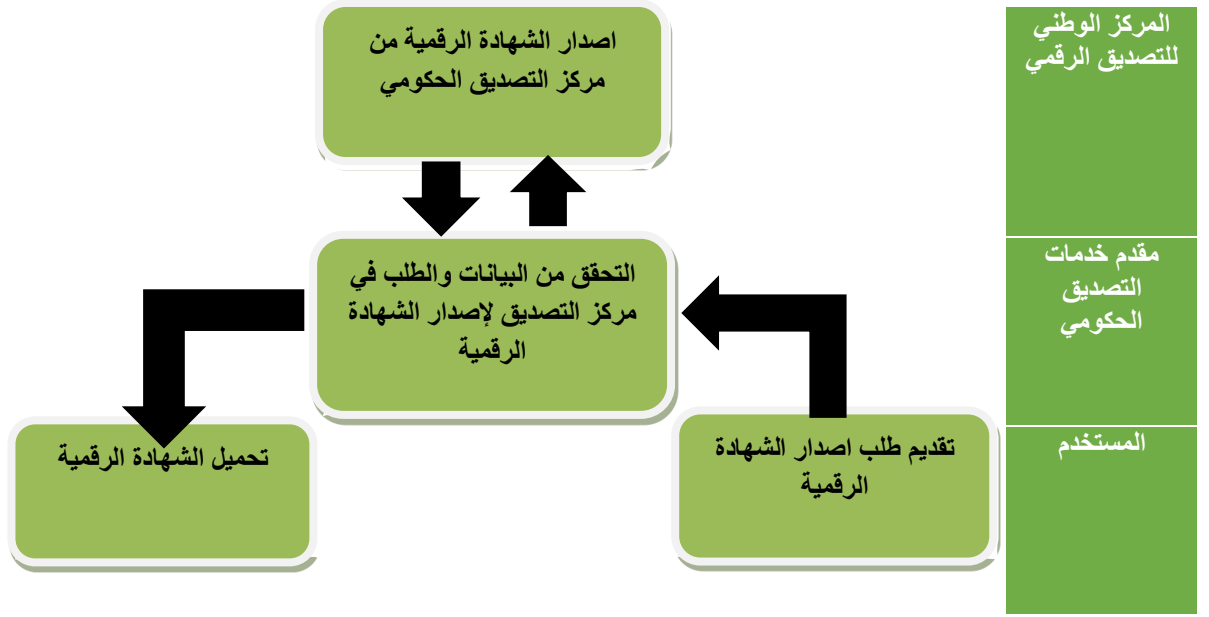 المركز الوطني
للتصديق الرقمي
اصدار الشهادة الرقمية من
مركز التصديق الحكومي
مقدم خدمات
التصديق
الحكومي
التحقق من البيانات والطلب في
مركز التصديق لإصدار الشهادة
الرقمية
المستخدم
تقديم طلب اصدار الشهادة
الرقمية
تحميل الشهادة الرقمية